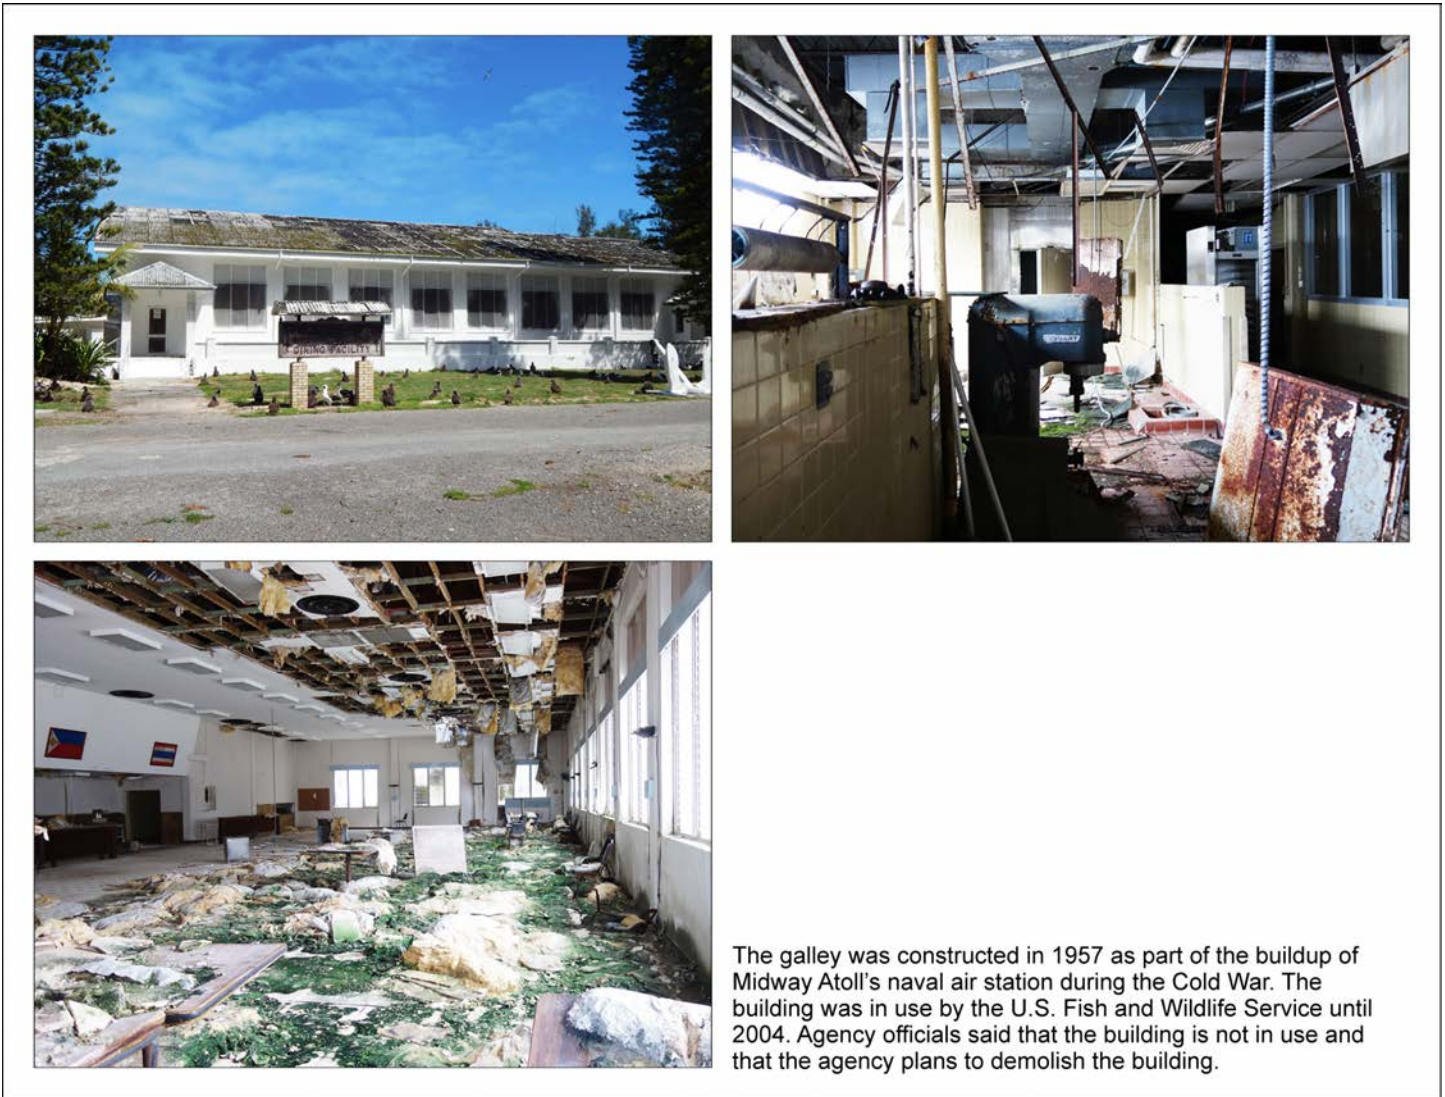 DINING FACILITY
The galley was constructed in 1957 as part of the buildup of
Midway Atoll's naval air station during the Cold War. The
building was in use by the U.S. Fish and Wildlife Service until
2004. Agency officials said that the building is not in use and
that the agency plans to demolish the building.